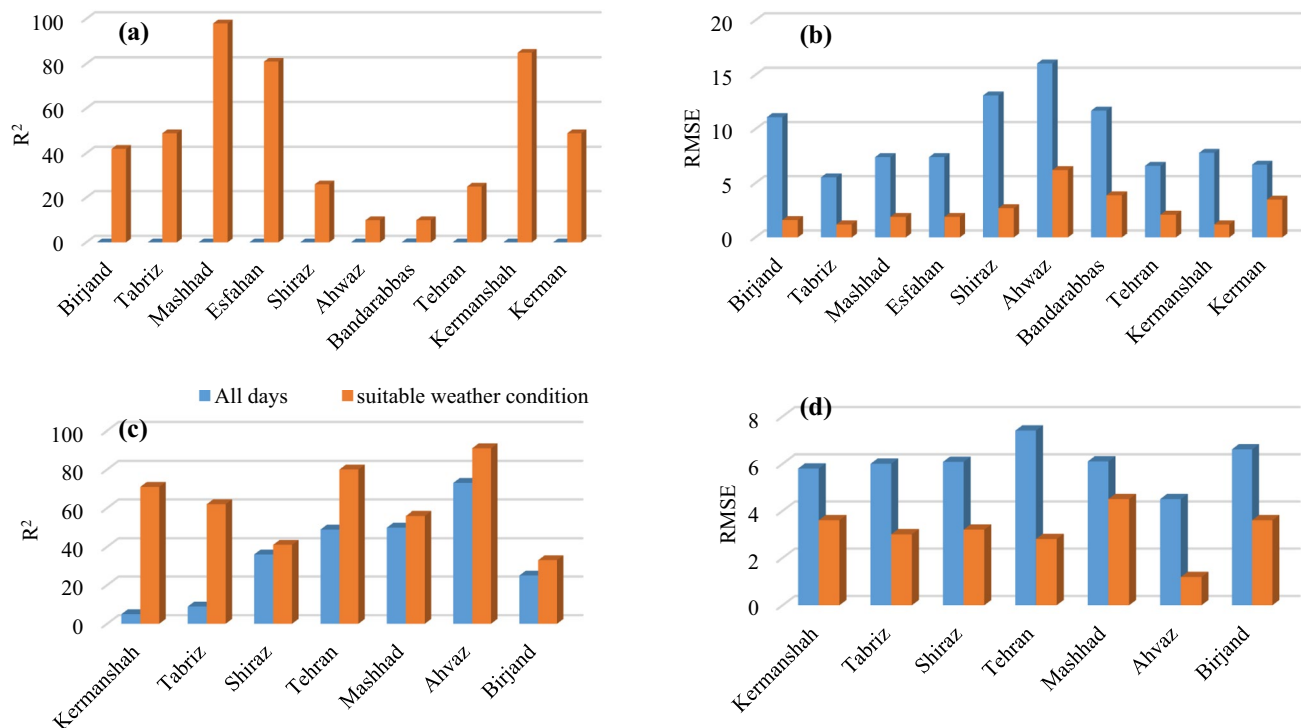 (a)
R²
100
80
60
40
20
0
Birjand
Tabriz
Mashhad
Esfahan
Shiraz
Ahwaz
Bandarabbas
Tehran
Kermanshah
Kerman
(b)
RMSE
20
15
10
5
0
Birjand
Tabriz
Mashhad
Esfahan
Shiraz
Ahwaz
Bandarabbas
Tehran
Kermanshah
Kerman
All days
suitable weather condition
(c)
R²
100
80
60
40
20
0
Kermanshah
Tabriz
Shiraz
Tehran
Mashhad
Ahvaz
Birjand
(d)
RMSE
8
6
4
2
0
Kermanshah
Tabriz
Shiraz
Tehran
Mashhad
Ahvaz
Birjand